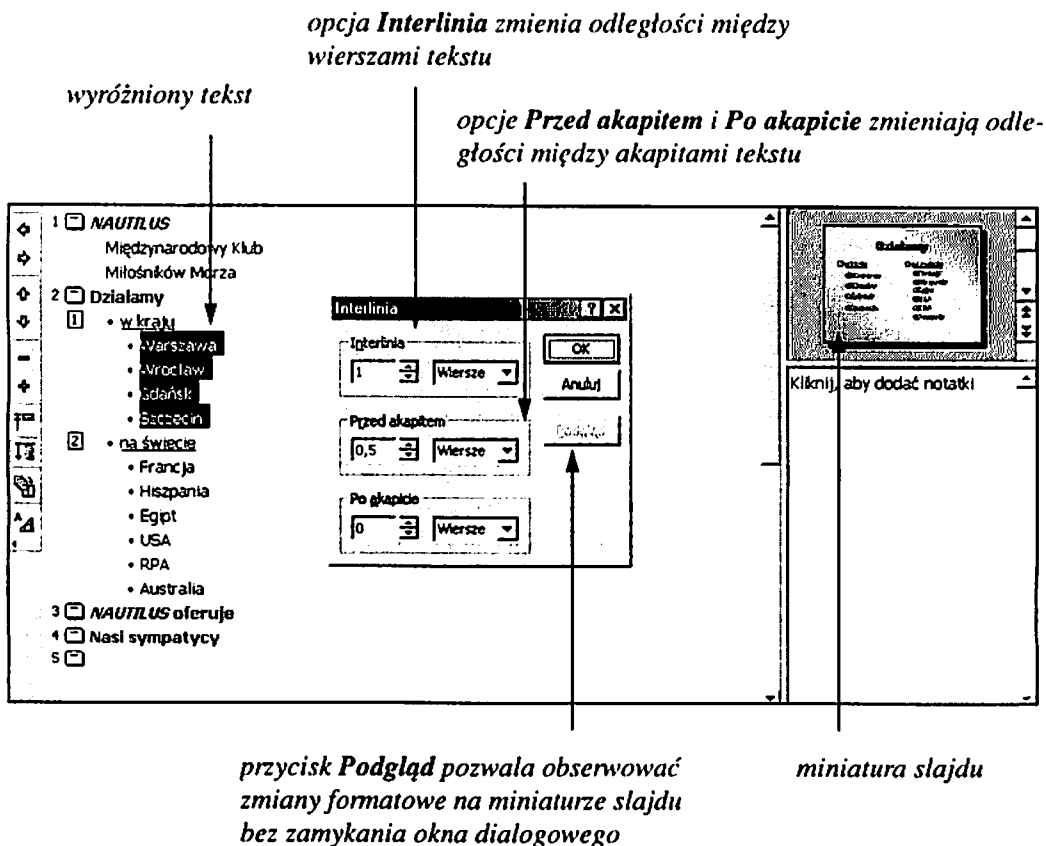 opcja Interlinia zmienia odległości między
wierszami tekstu
wyróżniony tekst
opcje Przed akapitem i Po akapicie zmieniają odle-
głości między akapitami tekstu
1 NAUTILUS
Międzynarodowy Klub
Miłośników Morza
2 Działamy
1 • w kraju
• Warszawa
• Wrocław
• Gdańsk
• Szczecin
2 • na świecie
• Francja
• Hiszpania
• Egipt
• USA
• RPA
• Australia
3 NAUTILUS oferuje
4 Nasi sympatycy
5
Interlinia
Interlinia
1 Wiersze
Przed akapitem
0,5 Wiersze
Po akapicie
0 Wiersze
OK
Anuluj
Podgląd
Działamy
Kliknij, aby dodać notatki
przycisk Podgląd pozwala obserwować
zmiany formatowe na miniaturze slajdu
bez zamykania okna dialogowego
miniatura slajdu